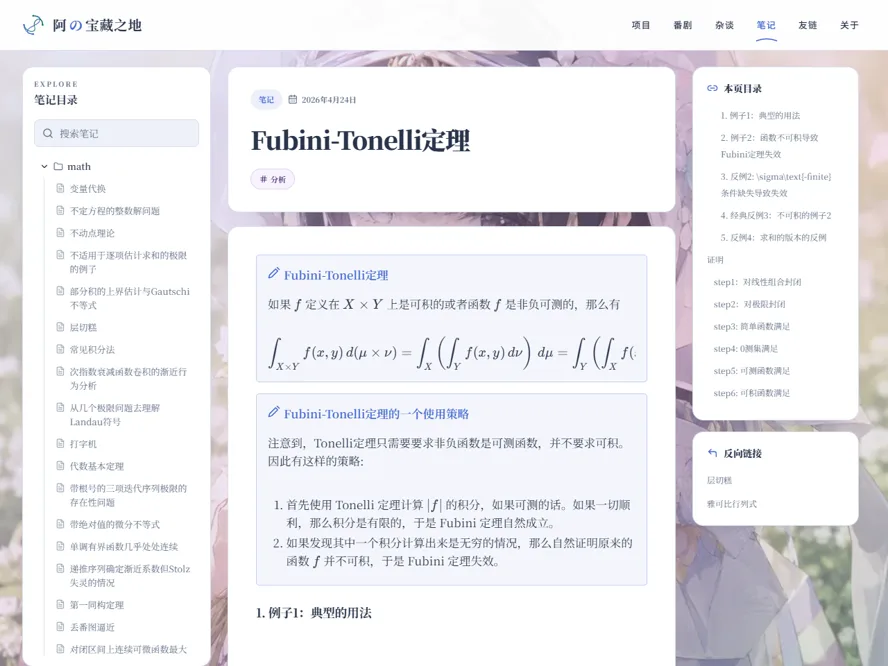 阿の宝藏之地
项目 番剧 杂谈 笔记 友链 关于
EXPLORE
笔记目录
搜索笔记
math
变量代换
不定方程的整数解问题
不动点理论
不适用于逐项估计求和的极限
的例子
部分积的上界估计与Gautschi
不等式
层切糕
常见积分法
次指数衰减函数卷积的渐近行
为分析
从几个极限问题去理解
Landau符号
打字机
代数基本定理
带根号的三项迭代序列极限的
存在性问题
带绝对值的微分不等式
单调有界函数几乎处处连续
递推序列确定渐近系数但Stolz
失灵的情况
第一同构定理
丢番图逼近
对闭区间上连续可微函数最大
笔记 2026年4月24日
Fubini-Tonelli定理
# 分析
Fubini-Tonelli定理
如果 f 定义在 X × Y 上是可积的或者函数 f 是非负可测的，那么有
∫_{X×Y} f(x, y) d(μ × ν) = ∫_X (∫_Y f(x, y) dν) dμ = ∫_Y (∫_X f(
Fubini-Tonelli定理的一个使用策略
注意到，Tonelli定理只需要要求非负函数是可测函数，并不要求可积。
因此有这样的策略:
1. 首先使用 Tonelli 定理计算 |f| 的积分，如果可测的话。如果一切顺
利，那么积分是有限的，于是 Fubini 定理自然成立。
2. 如果发现其中一个积分计算出来是无穷的情况，那么自然证明原来的
函数 f 并不可积，于是 Fubini 定理失效。
1. 例子1：典型的用法
本页目录
1. 例子1：典型的用法
2. 例子2：函数不可积导致
Fubini定理失效
3. 反例2: \sigma\text[-finite]
条件缺失导致失效
4. 经典反例3：不可积的例子2
5. 反例4：求和的版本的反例
证明
step1：对线性组合封闭
step2：对极限封闭
step3: 简单函数满足
step4: 0测集满足
step5: 可测函数满足
step6: 可积函数满足
反向链接
层切糕
雅可比行列式